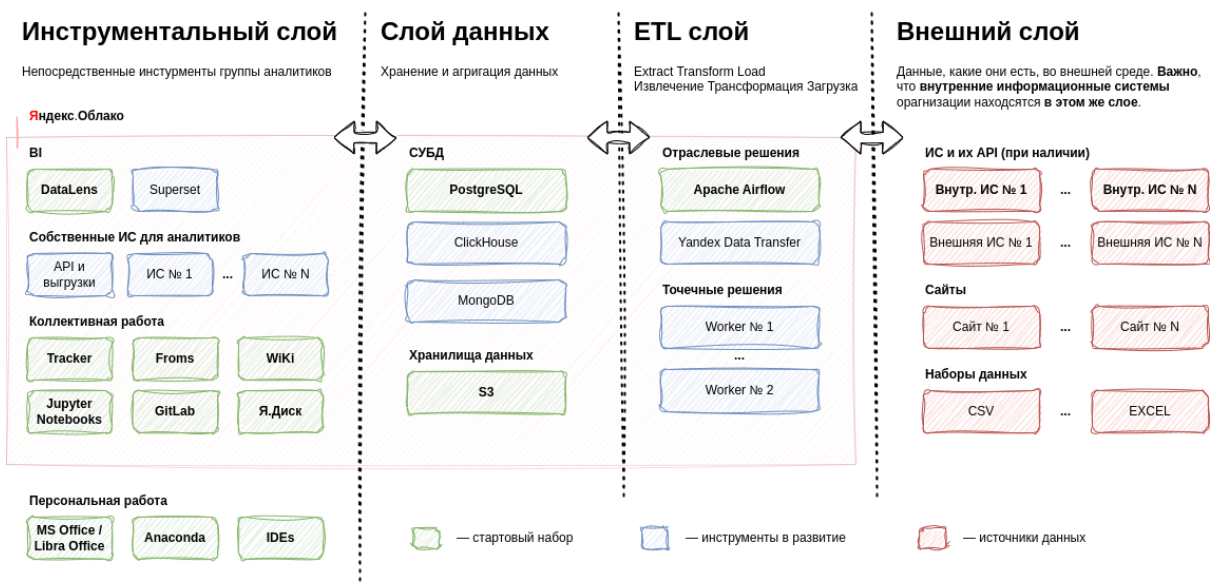 Инструментальный слой
Непосредственные инстурменты группы аналитиков
Яндекс.Облако
BI
DataLens
Superset
Собственные ИС для аналитиков
API и
выгрузки
ИС № 1
...
ИС № N
Коллективная работа
Tracker
Froms
WiKi
Jupyter
Notebooks
GitLab
Я.Диск
Персональная работа
MS Office /
Libra Office
Anaconda
IDEs
Слой данных
Хранение и агригация данных
СУБД
PostgreSQL
ClickHouse
MongoDB
Хранилища данных
S3
ETL слой
Extract Transform Load
Извлечение Трансформация Загрузка
Отраслевые решения
Apache Airflow
Yandex Data Transfer
Точечные решения
Worker № 1
...
Worker № 2
Внешний слой
Данные, какие они есть, во внешней среде. Важно,
что внутренние информационные системы
орагнизации находятся в этом же слое.
ИС и их API (при наличии)
Внутр. ИС № 1
...
Внутр. ИС № N
Внешняя ИС № 1
...
Внешняя ИС № N
Сайты
Сайт № 1
...
Сайт № N
Наборы данных
CSV
...
EXCEL
— стартовый набор
— инструменты в развитие
— источники данных